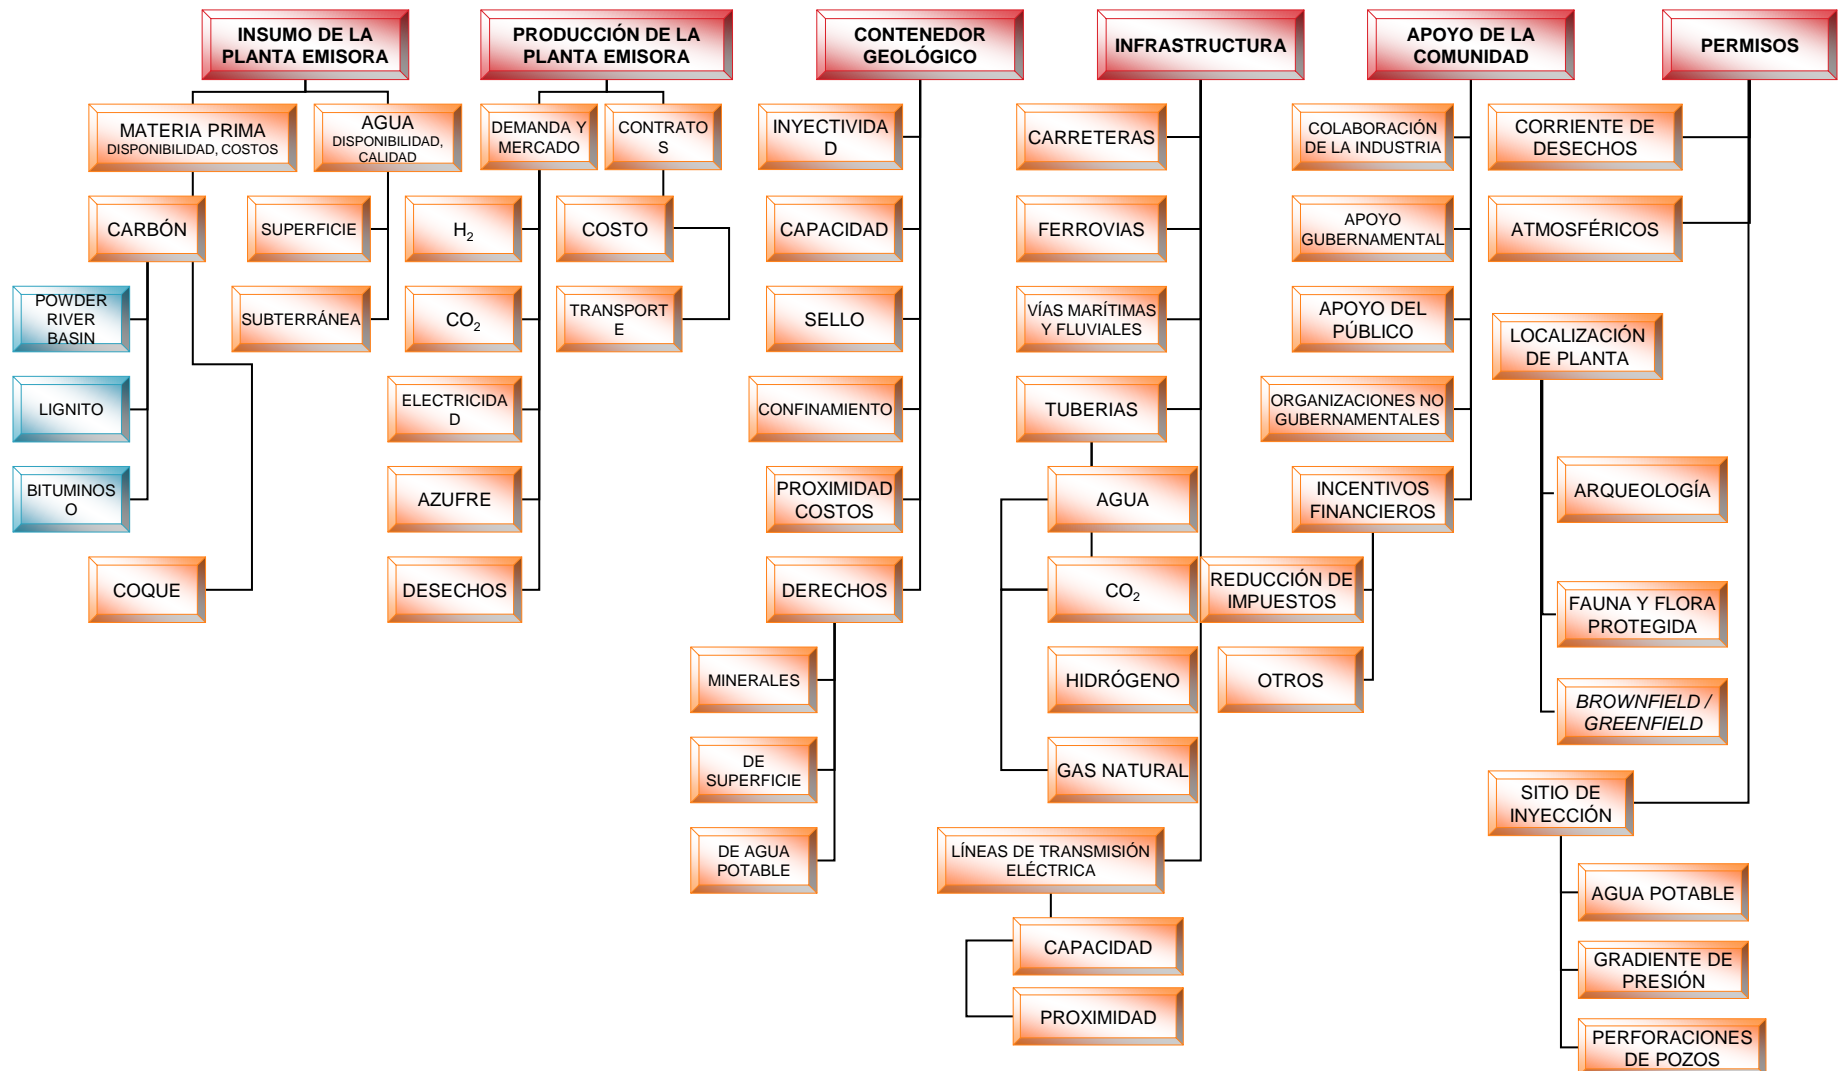 INSUMO DE LA
PLANTA EMISORA
MATERIA PRIMA
DISPONIBILIDAD, COSTOS
AGUA
DISPONIBILIDAD,
CALIDAD
CARBÓN
POWDER
RIVER
BASIN
LIGNITO
BITUMINOS
O
COQUE
SUPERFICIE
SUBTERRÁNEA
PRODUCCIÓN DE LA
PLANTA EMISORA
DEMANDA Y
MERCADO
CONTRATO
S
H₂
CO₂
ELECTRICIDA
D
AZUFRE
DESECHOS
COSTO
TRANSPORT
E
CONTENEDOR
GEOLÓGICO
INYECTIVIDA
D
CAPACIDAD
SELLO
CONFINAMIENTO
PROXIMIDAD
COSTOS
DERECHOS
MINERALES
DE
SUPERFICIE
DE AGUA
POTABLE
INFRASTRUCTURA
CARRETERAS
FERROVIAS
VÍAS MARÍTIMAS
Y FLUVIALES
TUBERIAS
AGUA
CO₂
HIDRÓGENO
GAS NATURAL
LÍNEAS DE TRANSMISIÓN
ELÉCTRICA
CAPACIDAD
PROXIMIDAD
APOYO DE LA
COMUNIDAD
COLABORACIÓN
DE LA INDUSTRIA
APOYO
GUBERNAMENTAL
APOYO DEL
PÚBLICO
ORGANIZACIONES NO
GUBERNAMENTALES
INCENTIVOS
FINANCIEROS
REDUCCIÓN DE
IMPUESTOS
OTROS
PERMISOS
CORRIENTE DE
DESECHOS
ATMOSFÉRICOS
LOCALIZACIÓN
DE PLANTA
ARQUEOLOGÍA
FAUNA Y FLORA
PROTEGIDA
BROWNFIELD /
GREENFIELD
SITIO DE
INYECCIÓN
AGUA POTABLE
GRADIENTE DE
PRESIÓN
PERFORACIONES
DE POZOS